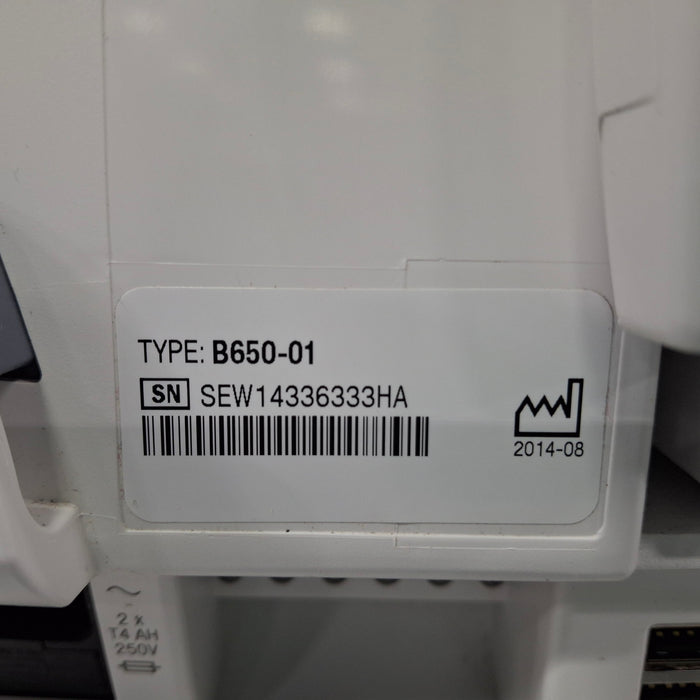 TYPE: B650-01
SN SEW14336333HA
2014-08
2 x
T4 AH
250V